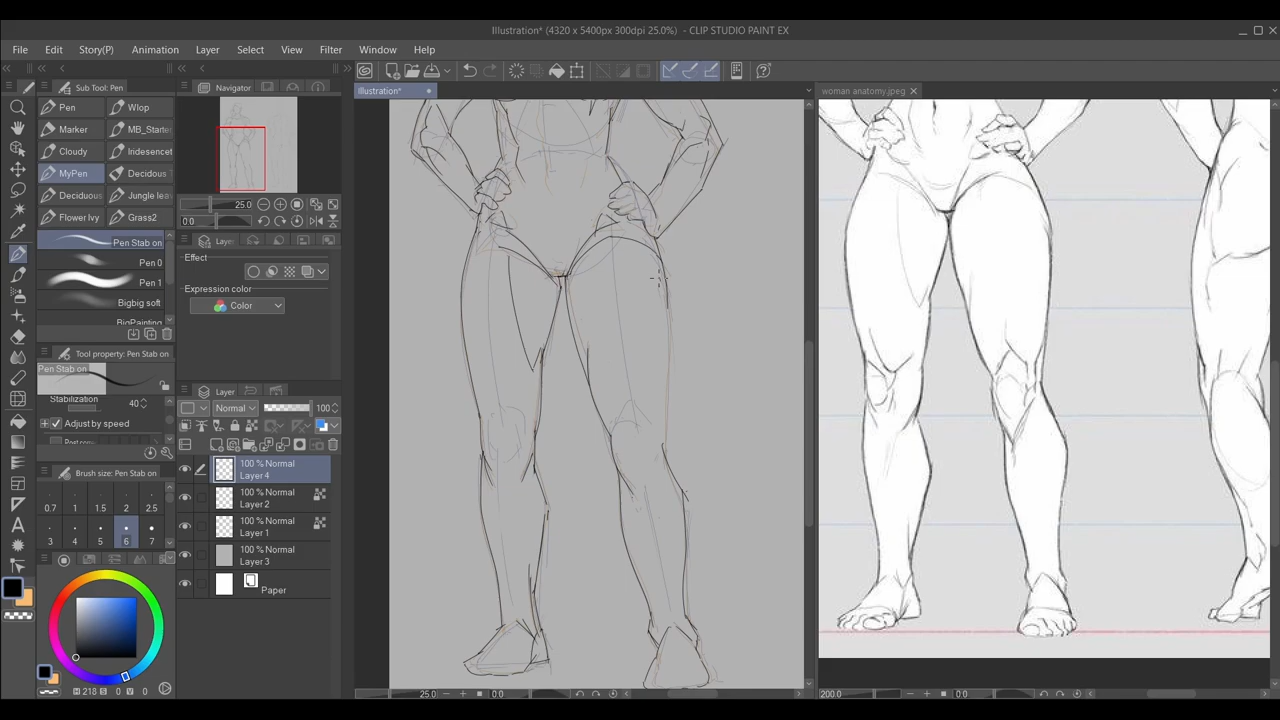 Illustration* (4320 x 5400px 300dpi 25.0%) - CLIP STUDIO PAINT EX
File Edit Story(P) Animation Layer Select View Filter Window Help
Sub Tool: Pen
Navigator
Illustration*
woman anatomy.jpeg
Pen Wlop
Marker MB_Starte
Cloudy Iridesencet
MyPen Decidous
Deciduous Jungle lea
Flower Ivy Grass2
25.0
0.0
Pen Stab on
Pen 0
Pen 1
Bigbig soft
BigPainting
Layer
Effect
Expression color
Color
Tool property: Pen Stab on
Pen Stab on
Stabilization 40
Adjust by speed
Brush size: Pen Stab on
0.7 1 1.5 2 2.5
3 4 5 6 7
Layer
Normal 100
100 % Normal
Layer 4
100 % Normal
Layer 2
100 % Normal
Layer 1
100 % Normal
Layer 3
Paper
H 218 S 0 V 0
25.0 0.0
200.0 0.0